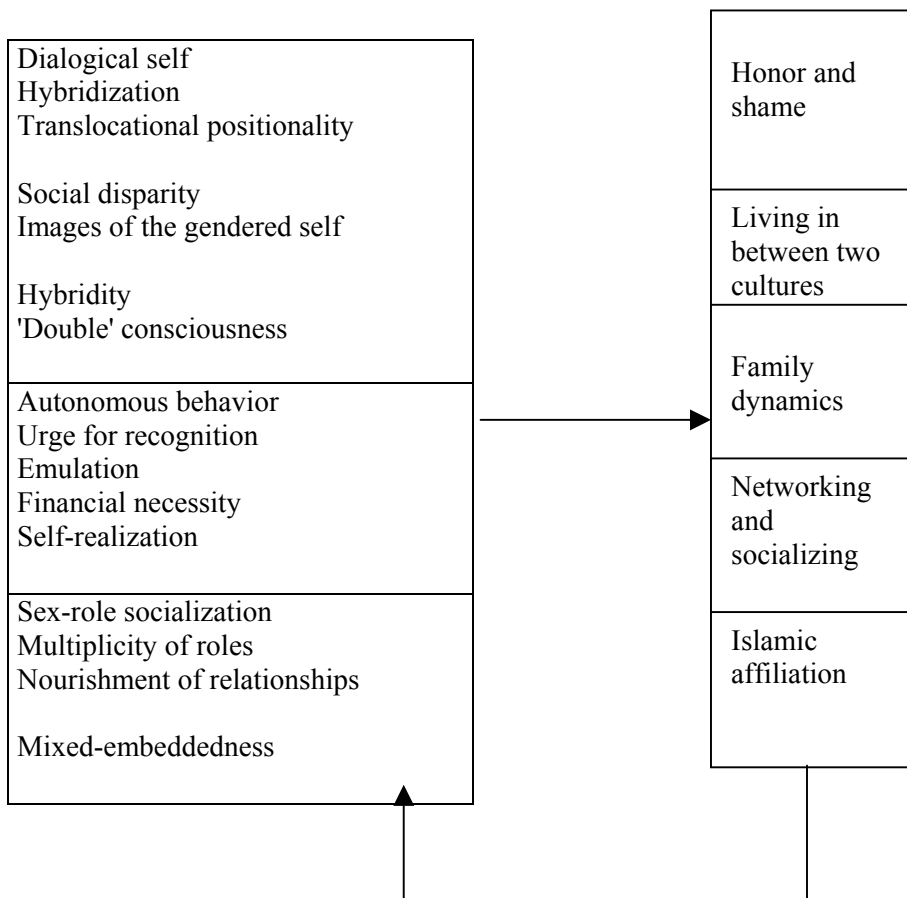 Dialogical self
Hybridization
Translocational positionality
Social disparity
Images of the gendered self
Hybridity
'Double' consciousness
Autonomous behavior
Urge for recognition
Emulation
Financial necessity
Self-realization
Sex-role socialization
Multiplicity of roles
Nourishment of relationships
Mixed-embeddedness
Honor and
shame
Living in
between two
cultures
Family
dynamics
Networking
and
socializing
Islamic
affiliation